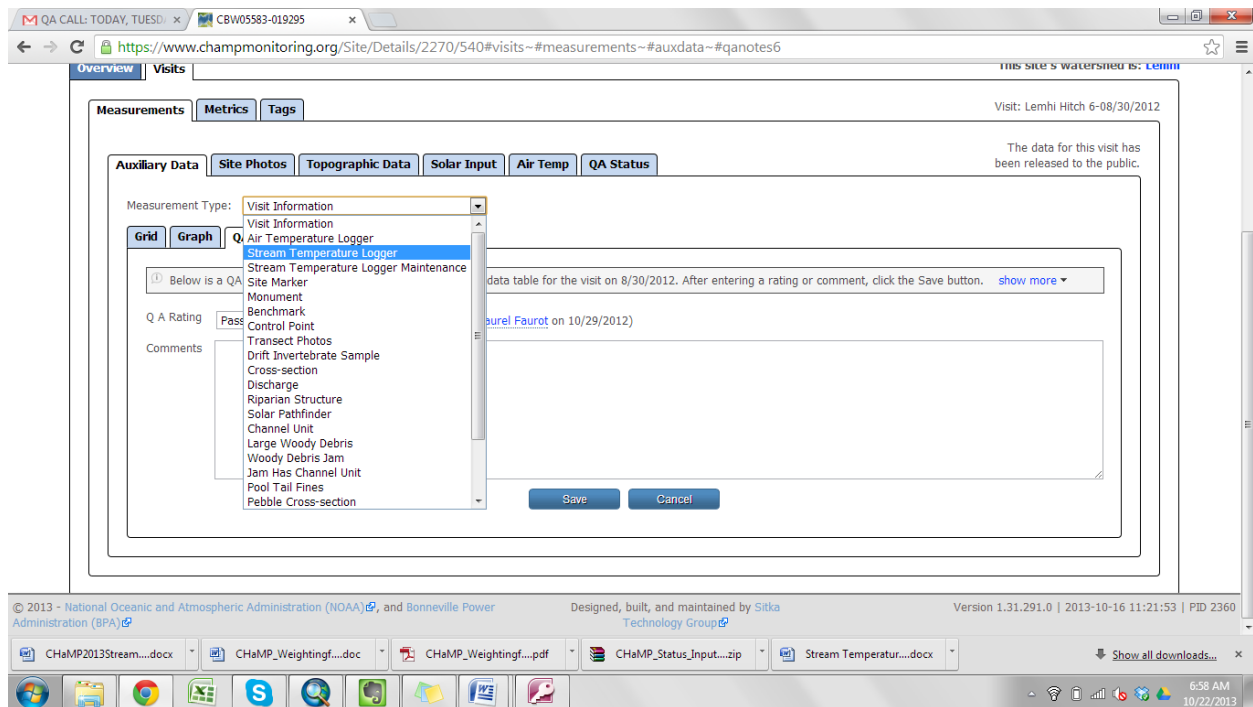 QA CALL: TODAY, TUESD
CBW05583-019295
https://www.champmonitoring.org/Site/Details/2270/540#visits~#measurements~#auxdata~#qanotes6
Overview Visits
This site's watershed is: Lemhi
Measurements Metrics Tags
Visit: Lemhi Hitch 6-08/30/2012
The data for this visit has
been released to the public.
Auxiliary Data Site Photos Topographic Data Solar Input Air Temp QA Status
Measurement Type: Visit Information
Visit Information
Grid Graph Q
Air Temperature Logger
Stream Temperature Logger
Stream Temperature Logger Maintenance
Below is a QA data table for the visit on 8/30/2012. After entering a rating or comment, click the Save button. show more
Site Marker
Monument
Benchmark
Q A Rating Pass aurel Faurot on 10/29/2012)
Control Point
Transect Photos
Comments
Drift Invertebrate Sample
Cross-section
Discharge
Riparian Structure
Solar Pathfinder
Channel Unit
Large Woody Debris
Woody Debris Jam
Jam Has Channel Unit
Pool Tail Fines
Pebble Cross-section
Save Cancel
© 2013 - National Oceanic and Atmospheric Administration (NOAA), and Bonneville Power
Administration (BPA)
Designed, built, and maintained by Sitka
Technology Group
Version 1.31.291.0 | 2013-10-16 11:21:53 | PID 2360
CHaMP2013Stream....docx CHaMP_Weightingf....doc CHaMP_Weightingf....pdf CHaMP_Status_Input....zip Stream Temperatur....docx Show all downloads...
6:58 AM
10/22/2013